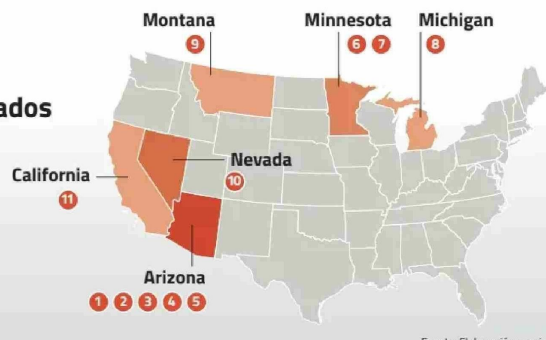 Montana
9
Minnesota
6 7
Michigan
8
ados
California
11
Nevada
10
Arizona
1 2 3 4 5